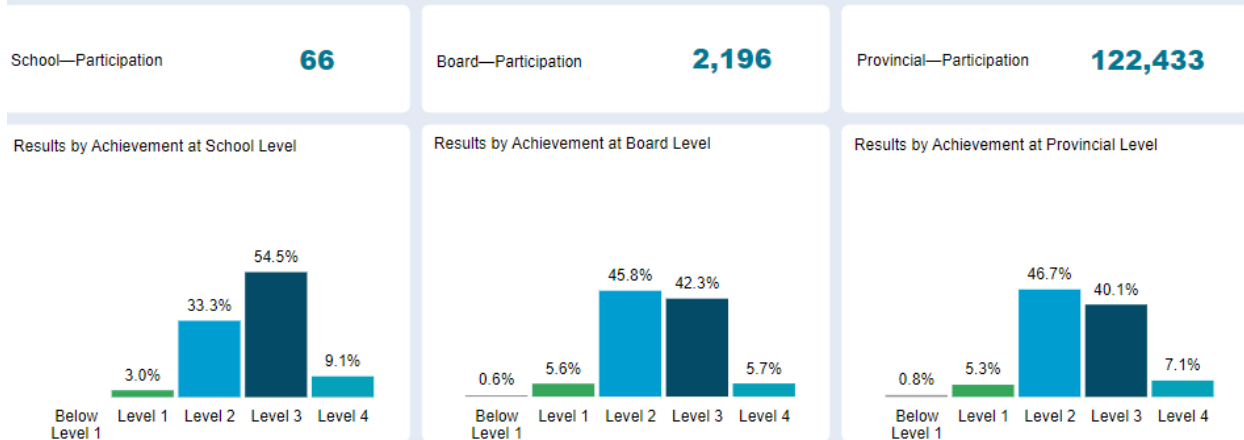 School—Participation 66
Board—Participation 2,196
Provincial—Participation 122,433
Results by Achievement at School Level
54.5%
33.3%
9.1%
3.0%
Below Level 1 Level 2 Level 3 Level 4
Level 1
Results by Achievement at Board Level
45.8%
42.3%
0.6% 5.6% 5.7%
Below Level 1 Level 2 Level 3 Level 4
Level 1
Results by Achievement at Provincial Level
46.7%
40.1%
0.8% 5.3% 7.1%
Below Level 1 Level 2 Level 3 Level 4
Level 1